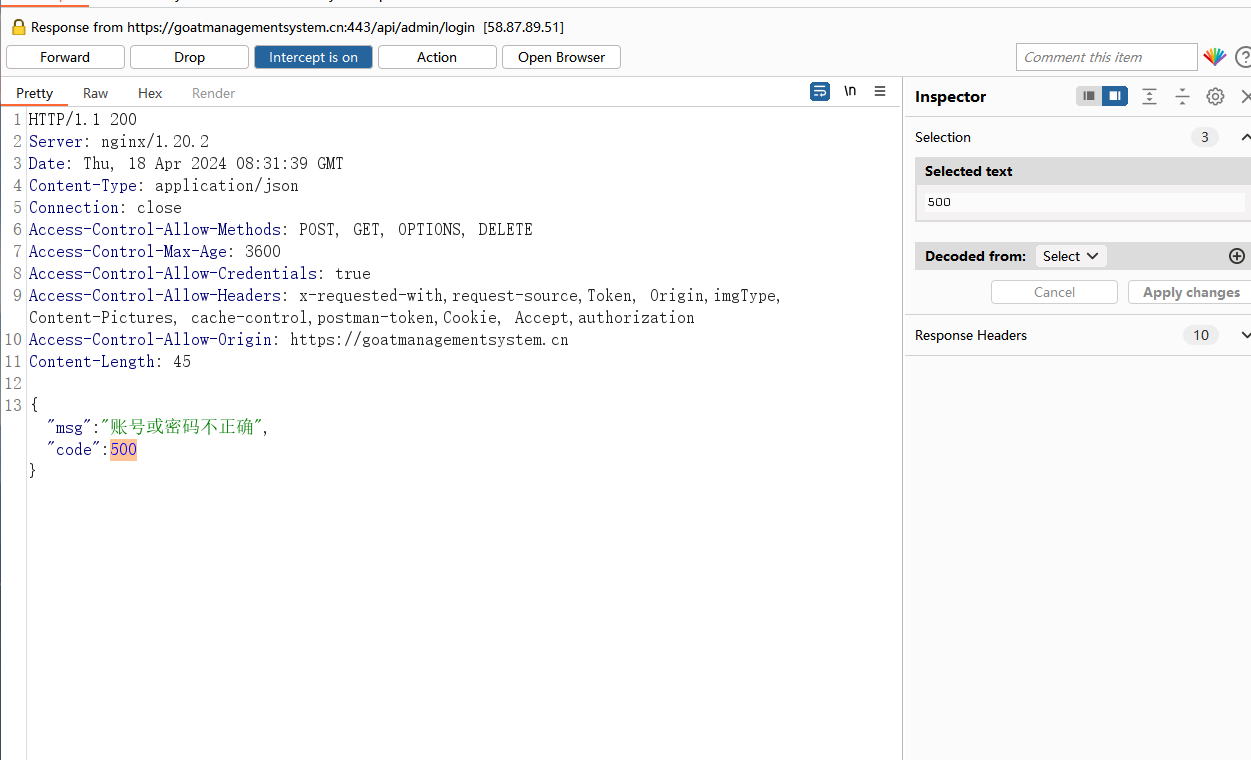 Response from https://goatmanagementsystem.cn:443/api/admin/login [58.87.89.51]
Forward Drop Intercept is on Action Open Browser Comment this item
Pretty Raw Hex Render \n
Inspector
1 HTTP/1.1 200
2 Server: nginx/1.20.2
3 Date: Thu, 18 Apr 2024 08:31:39 GMT
4 Content-Type: application/json
5 Connection: close
6 Access-Control-Allow-Methods: POST, GET, OPTIONS, DELETE
7 Access-Control-Max-Age: 3600
8 Access-Control-Allow-Credentials: true
9 Access-Control-Allow-Headers: x-requested-with,request-source,Token, Origin,imgType,
Content-Pictures, cache-control,postman-token,Cookie, Accept,authorization
10 Access-Control-Allow-Origin: https://goatmanagementsystem.cn
11 Content-Length: 45
12
13 {
"msg":"账号或密码不正确",
"code":500
}
Selection 3
Selected text
500
Decoded from: Select
Cancel Apply changes
Response Headers 10